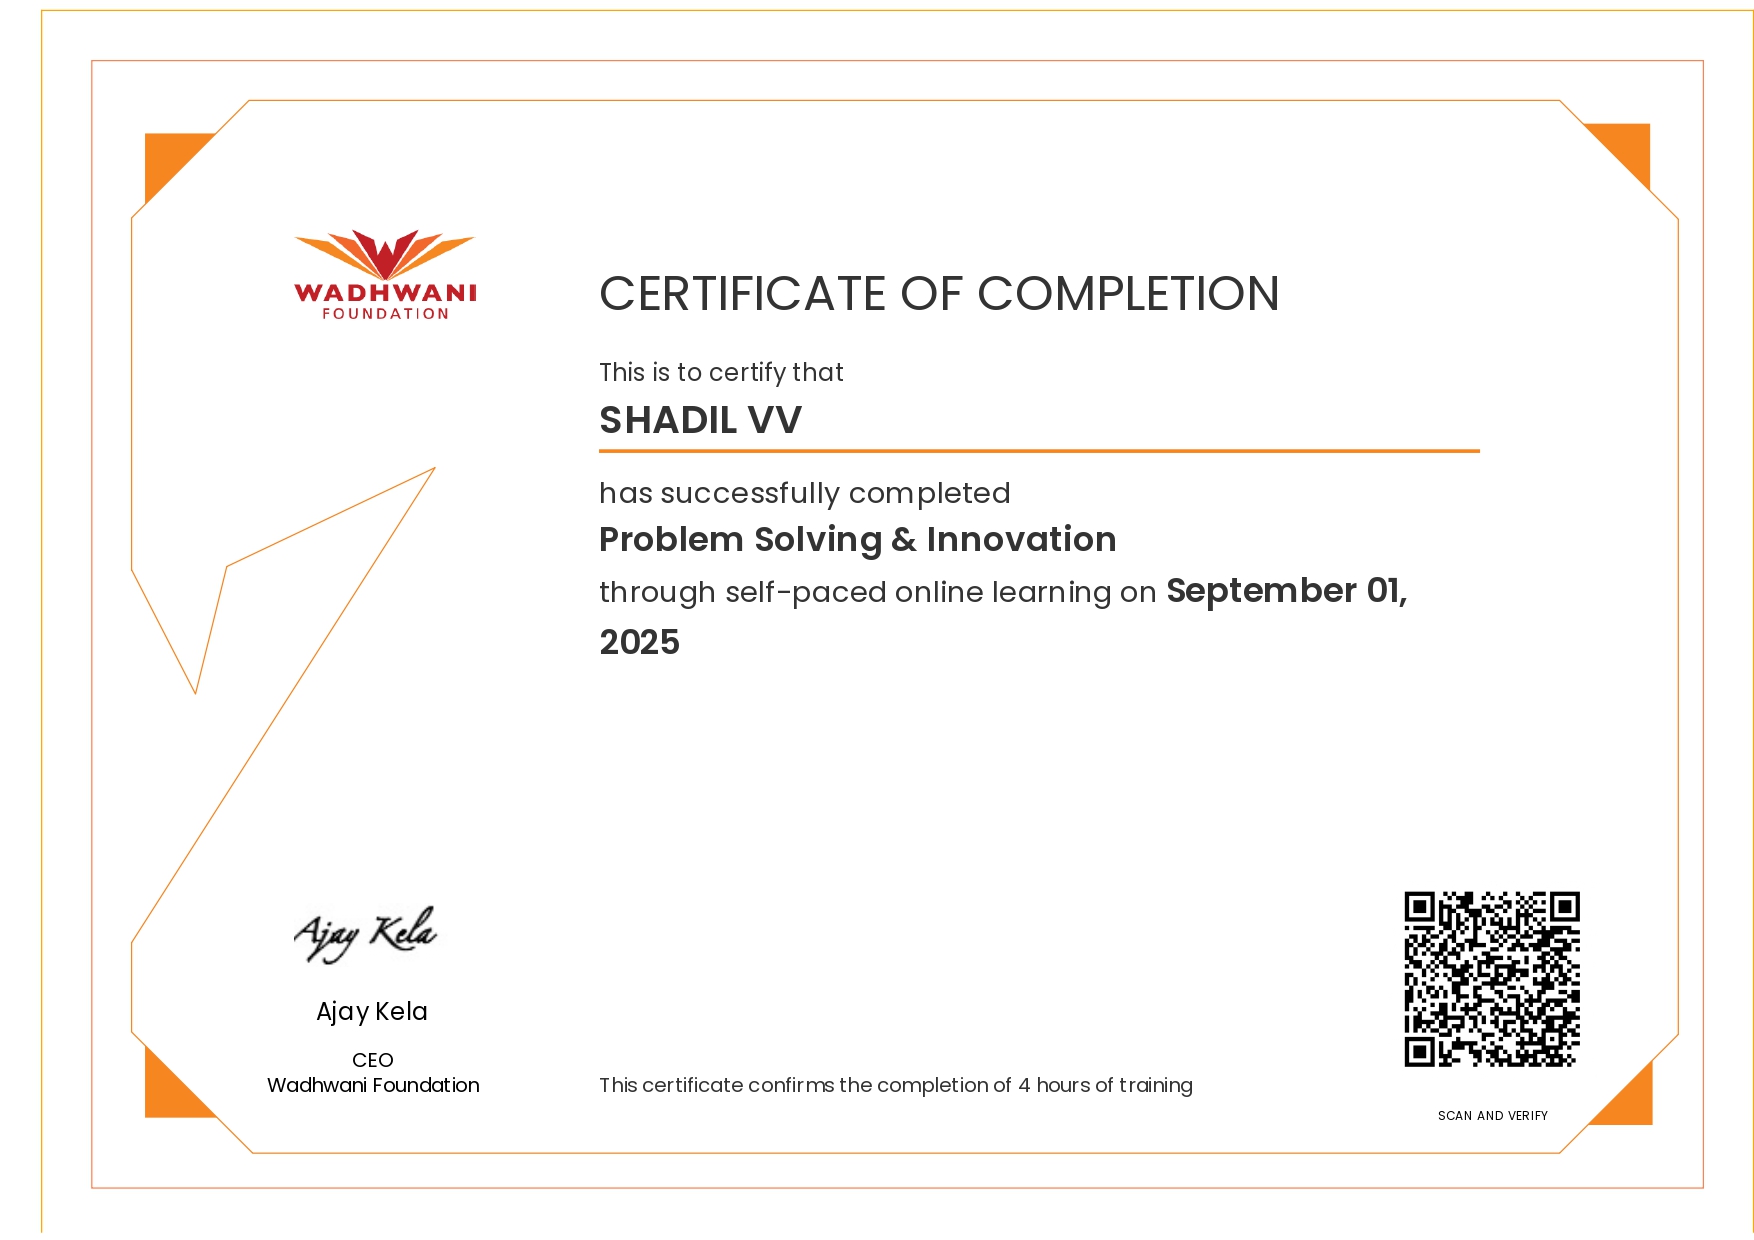 WADHWANI
FOUNDATION
CERTIFICATE OF COMPLETION
This is to certify that
SHADIL VV
has successfully completed
Problem Solving & Innovation
through self-paced online learning on September 01,
2025
Ajay Kela
Ajay Kela
CEO
Wadhwani Foundation
This certificate confirms the completion of 4 hours of training
SCAN AND VERIFY